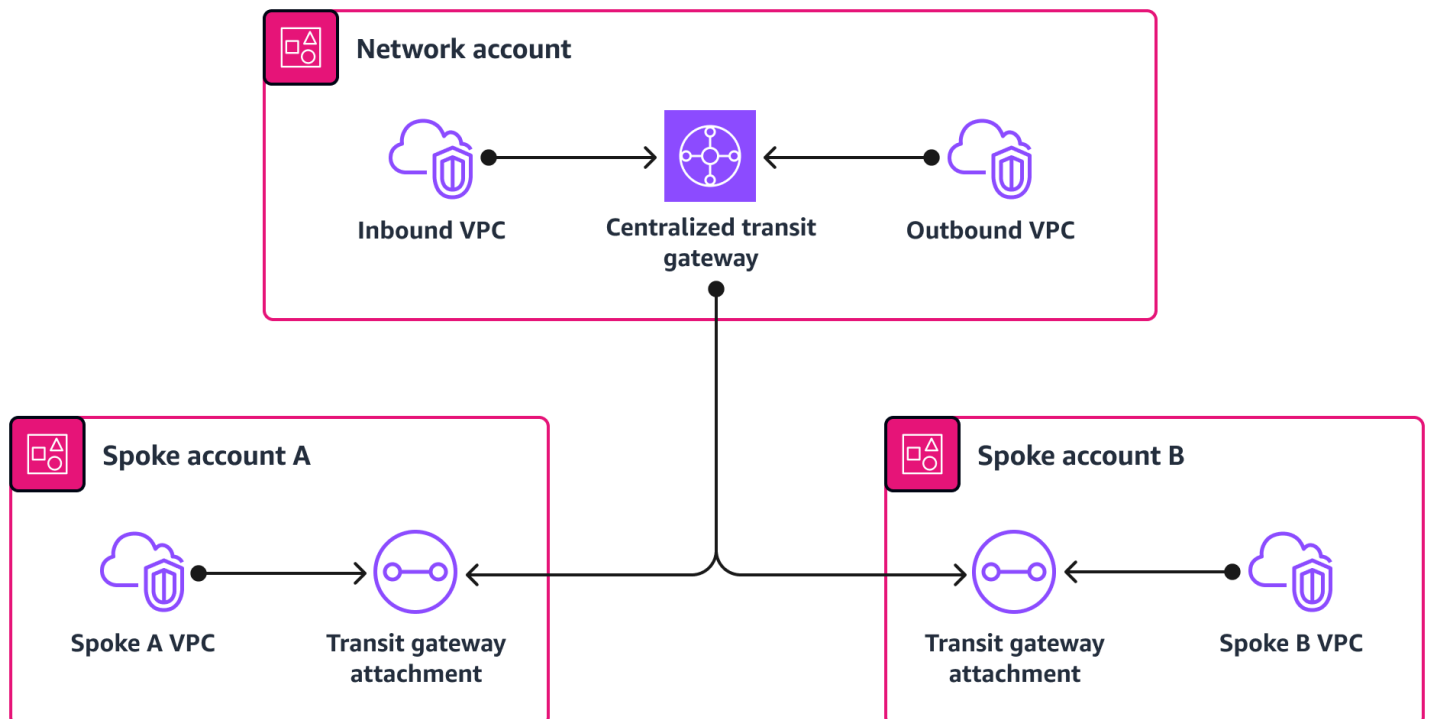 Network account
Inbound VPC
Centralized transit
gateway
Outbound VPC
Spoke account A
Spoke A VPC
Transit gateway
attachment
Spoke account B
Transit gateway
attachment
Spoke B VPC